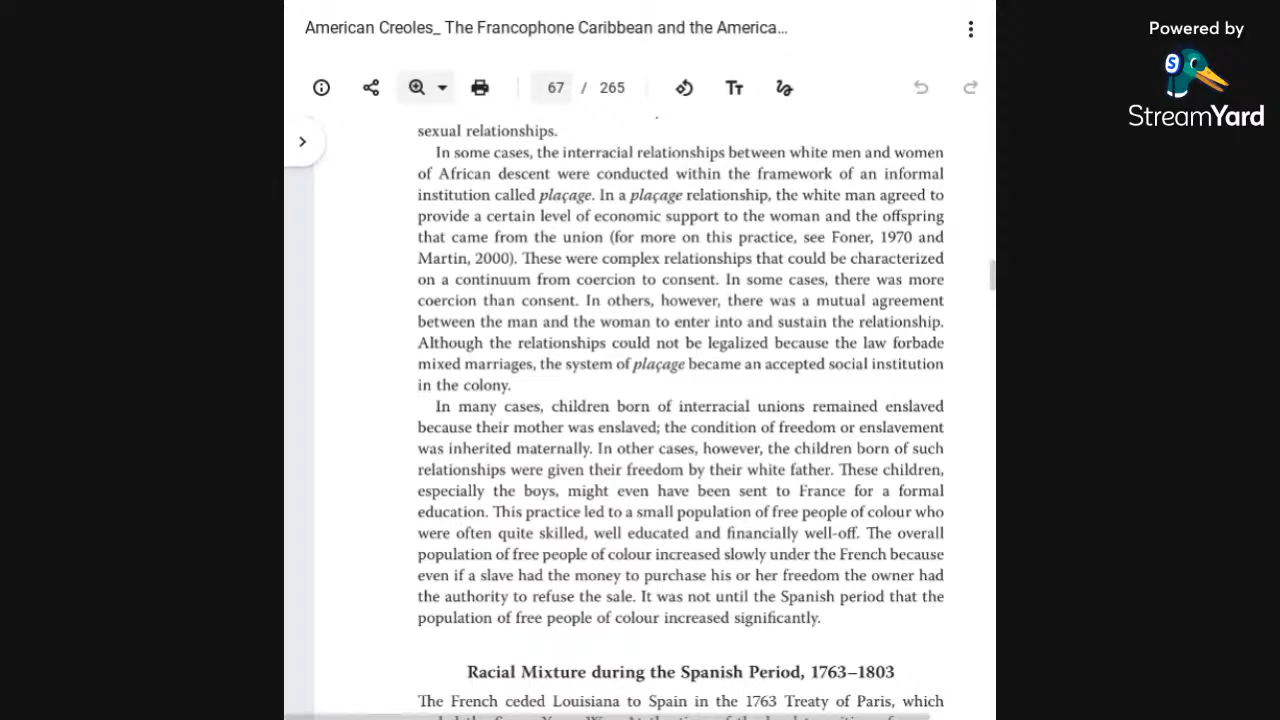 American Creoles_ The Francophone Caribbean and the America...
Powered by
StreamYard
67 / 265
sexual relationships.
In some cases, the interracial relationships between white men and women
of African descent were conducted within the framework of an informal
institution called plaçage. In a plaçage relationship, the white man agreed to
provide a certain level of economic support to the woman and the offspring
that came from the union (for more on this practice, see Foner, 1970 and
Martin, 2000). These were complex relationships that could be characterized
on a continuum from coercion to consent. In some cases, there was more
coercion than consent. In others, however, there was a mutual agreement
between the man and the woman to enter into and sustain the relationship.
Although the relationships could not be legalized because the law forbade
mixed marriages, the system of plaçage became an accepted social institution
in the colony.
In many cases, children born of interracial unions remained enslaved
because their mother was enslaved; the condition of freedom or enslavement
was inherited maternally. In other cases, however, the children born of such
relationships were given their freedom by their white father. These children,
especially the boys, might even have been sent to France for a formal
education. This practice led to a small population of free people of colour who
were often quite skilled, well educated and financially well-off. The overall
population of free people of colour increased slowly under the French because
even if a slave had the money to purchase his or her freedom the owner had
the authority to refuse the sale. It was not until the Spanish period that the
population of free people of colour increased significantly.
Racial Mixture during the Spanish Period, 1763–1803
The French ceded Louisiana to Spain in the 1763 Treaty of Paris, which